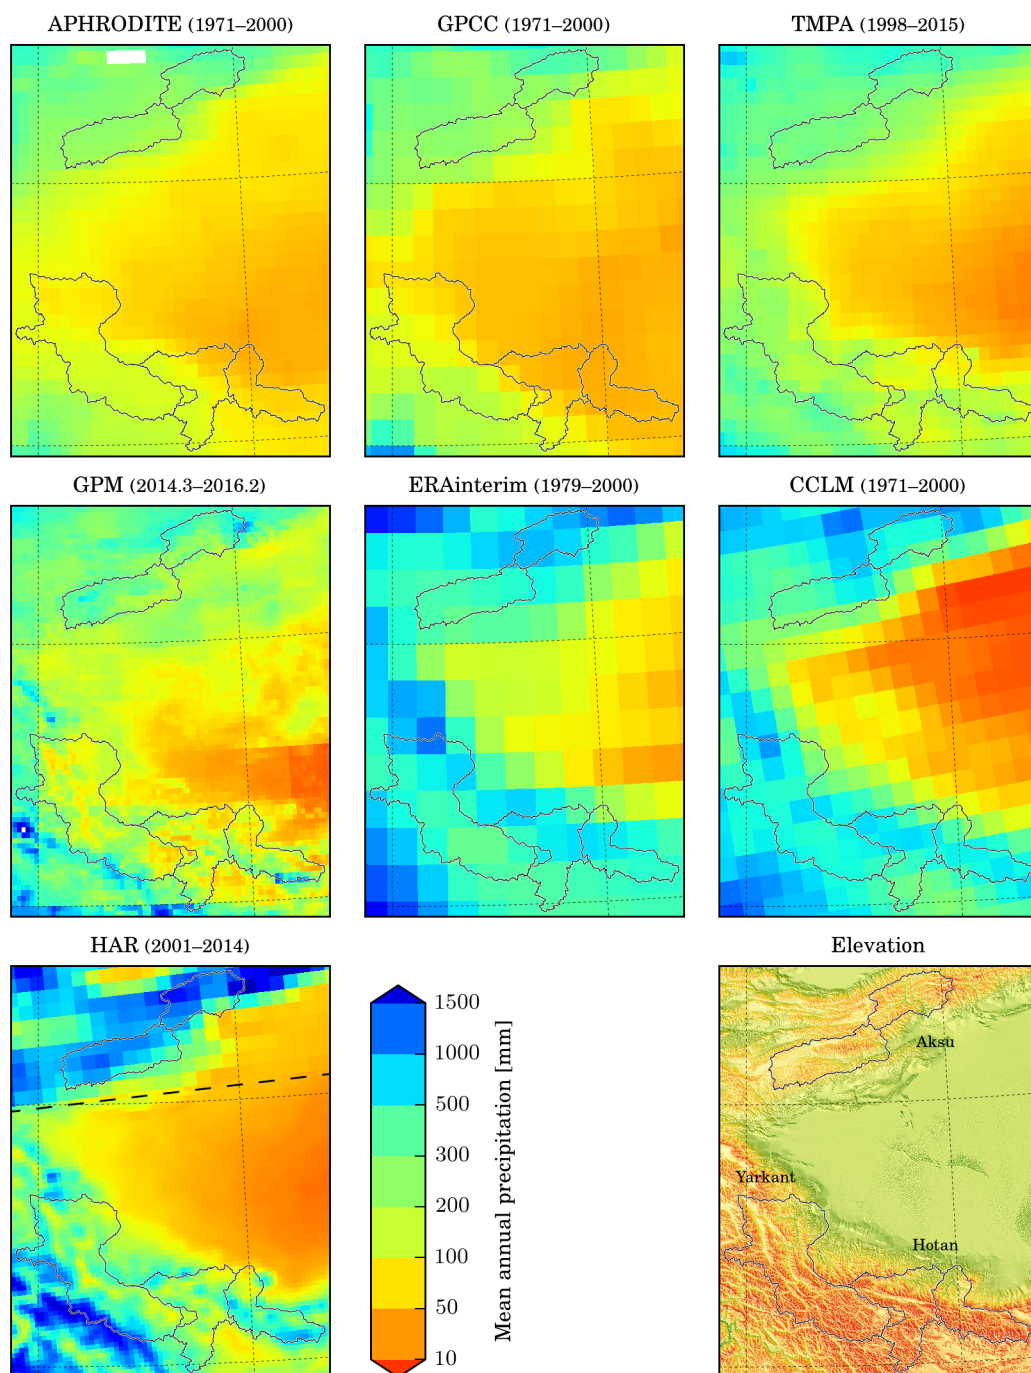 APHRODITE (1971–2000)
GPCC (1971–2000)
TMPA (1998–2015)
GPM (2014.3–2016.2)
ERAinterim (1979–2000)
CCLM (1971–2000)
HAR (2001–2014)
Elevation
1500
1000
500
300
200
100
50
10
Mean annual precipitation [mm]
Aksu
Yarkant
Hotan